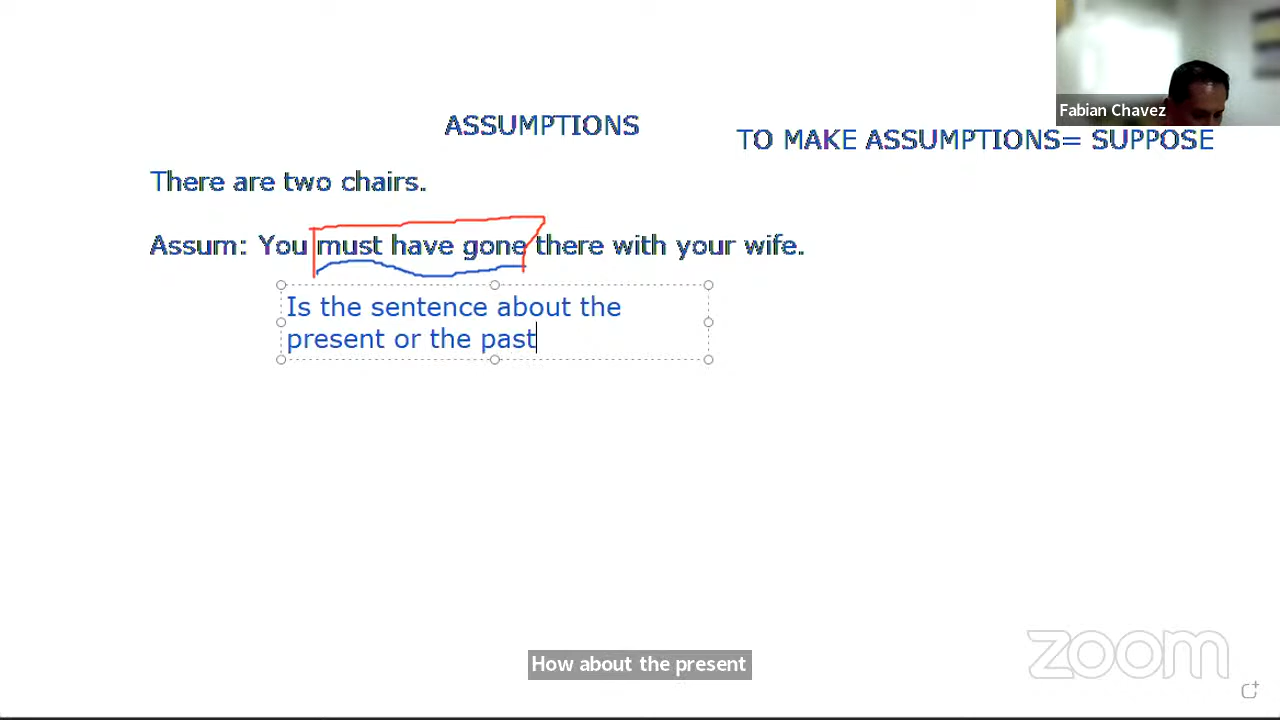 Fabian Chavez
ASSUMPTIONS
TO MAKE ASSUMPTIONS= SUPPOSE
There are two chairs.
Assum: You must have gone there with your wife.
Is the sentence about the
present or the past
How about the present
zoom